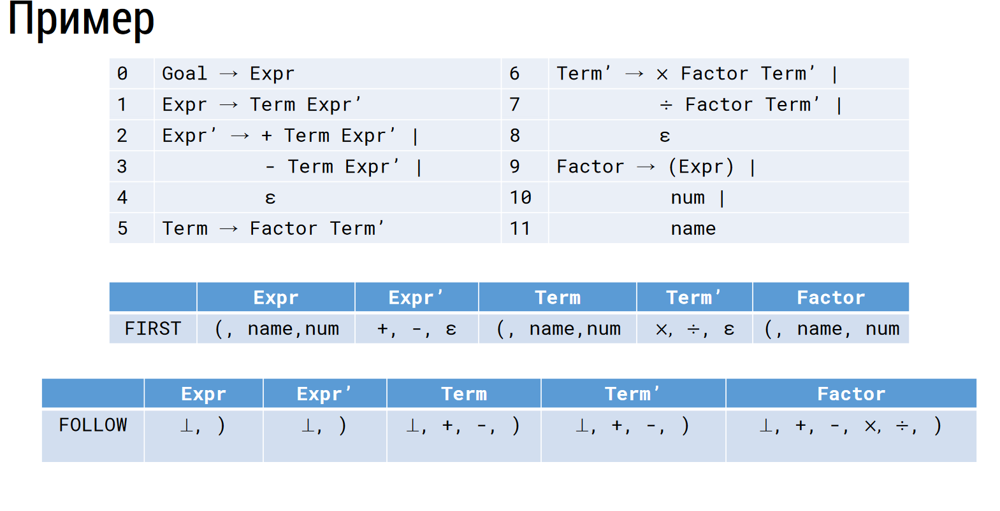 Пример
0 Goal → Expr 6 Term’ → × Factor Term’ |
1 Expr → Term Expr’ 7 ÷ Factor Term’ |
2 Expr’ → + Term Expr’ | 8 ε
3 - Term Expr’ | 9 Factor → (Expr) |
4 ε 10 num |
5 Term → Factor Term’ 11 name
Expr Expr’ Term Term’ Factor
FIRST (, name,num +, -, ε (, name,num ×, ÷, ε (, name, num
Expr Expr’ Term Term’ Factor
FOLLOW ⊥, ) ⊥, ) ⊥, +, -, ) ⊥, +, -, ) ⊥, +, -, ×, ÷, )